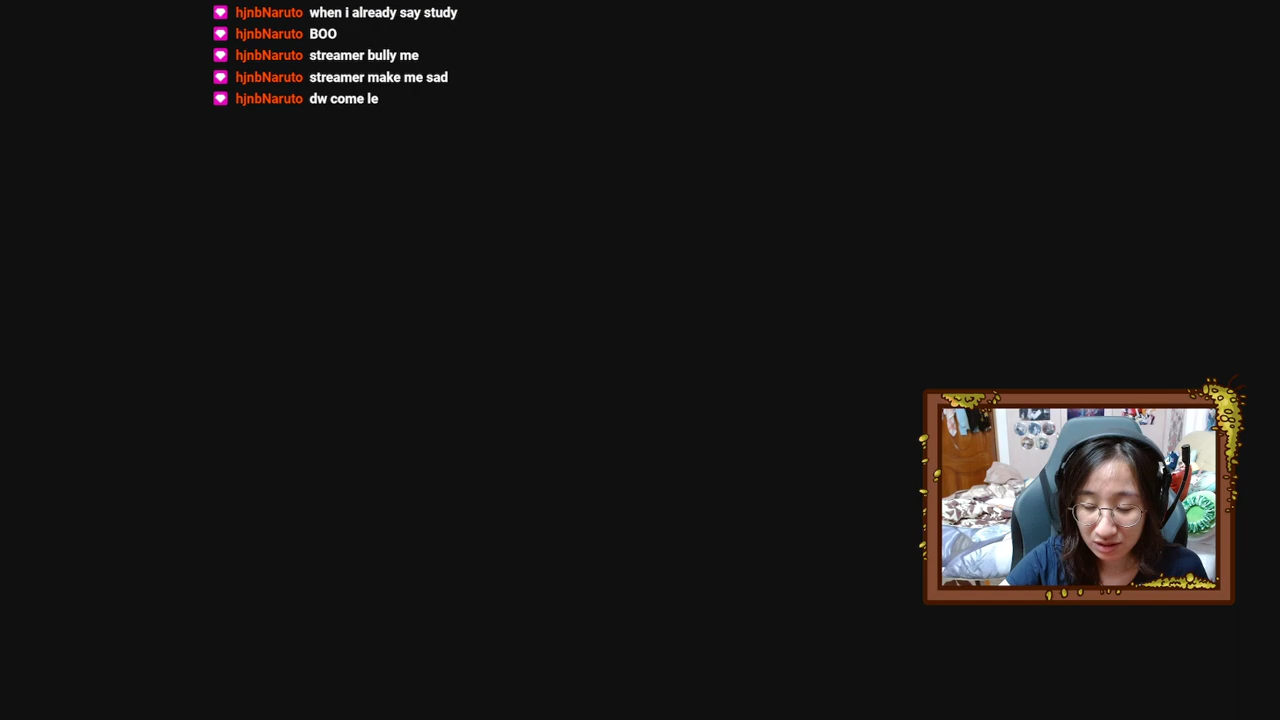 hjnbNaruto when i already say study
hjnbNaruto BOO
hjnbNaruto streamer bully me
hjnbNaruto streamer make me sad
hjnbNaruto dw come le